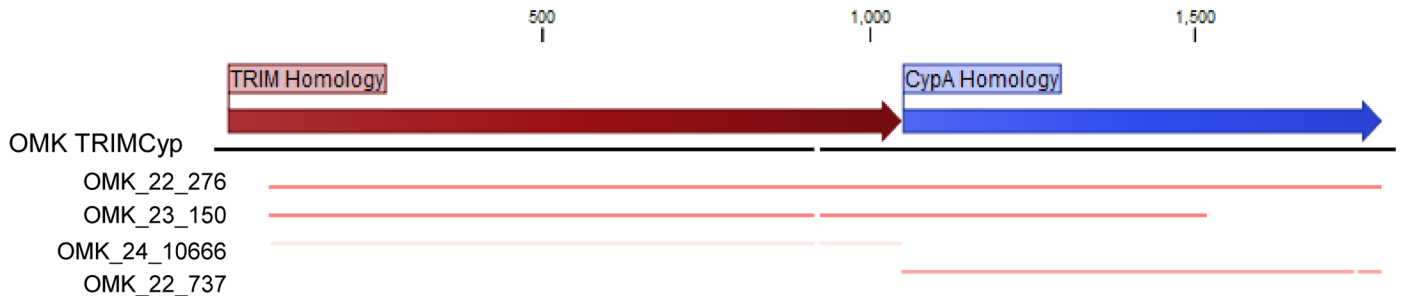 500 1,000 1,500
TRIM Homology CypA Homology
OMK TRIMCyp
OMK_22_276
OMK_23_150
OMK_24_10666
OMK_22_737